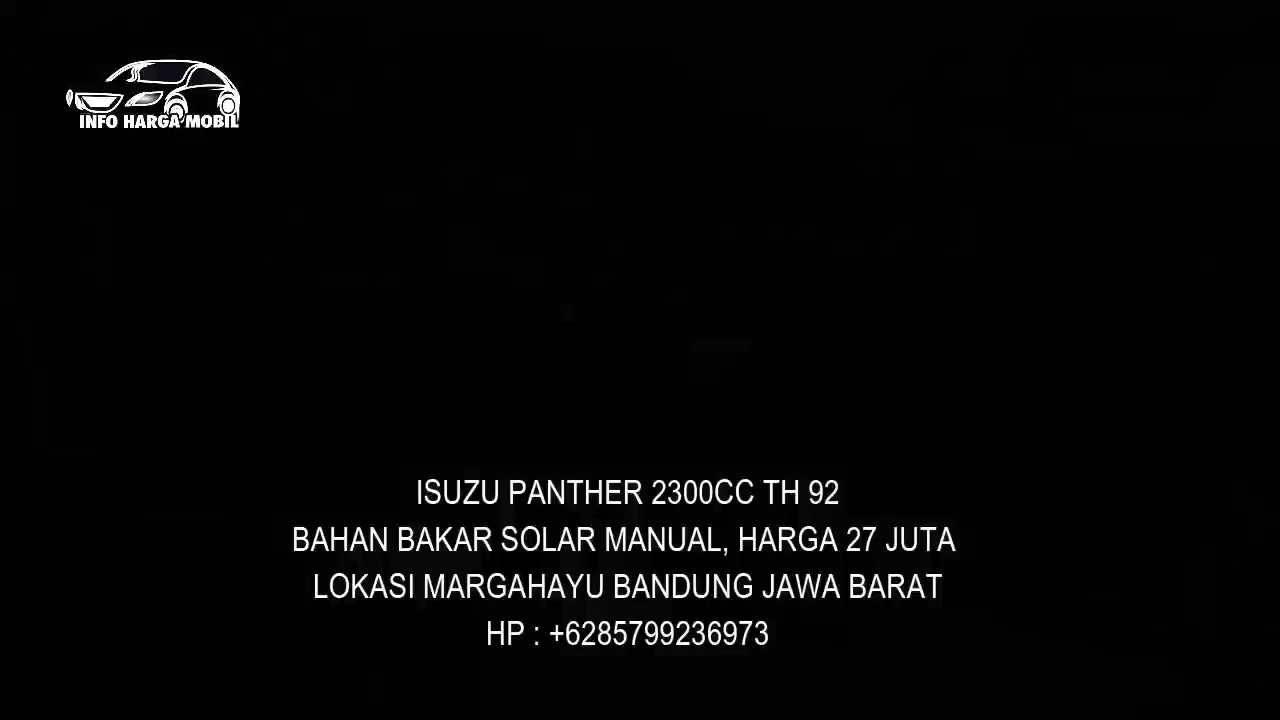 INFO HARGA MOBIL
ISUZU PANTHER 2300CC TH 92
BAHAN BAKAR SOLAR MANUAL, HARGA 27 JUTA
LOKASI MARGAHAYU BANDUNG JAWA BARAT
HP : +6285799236973